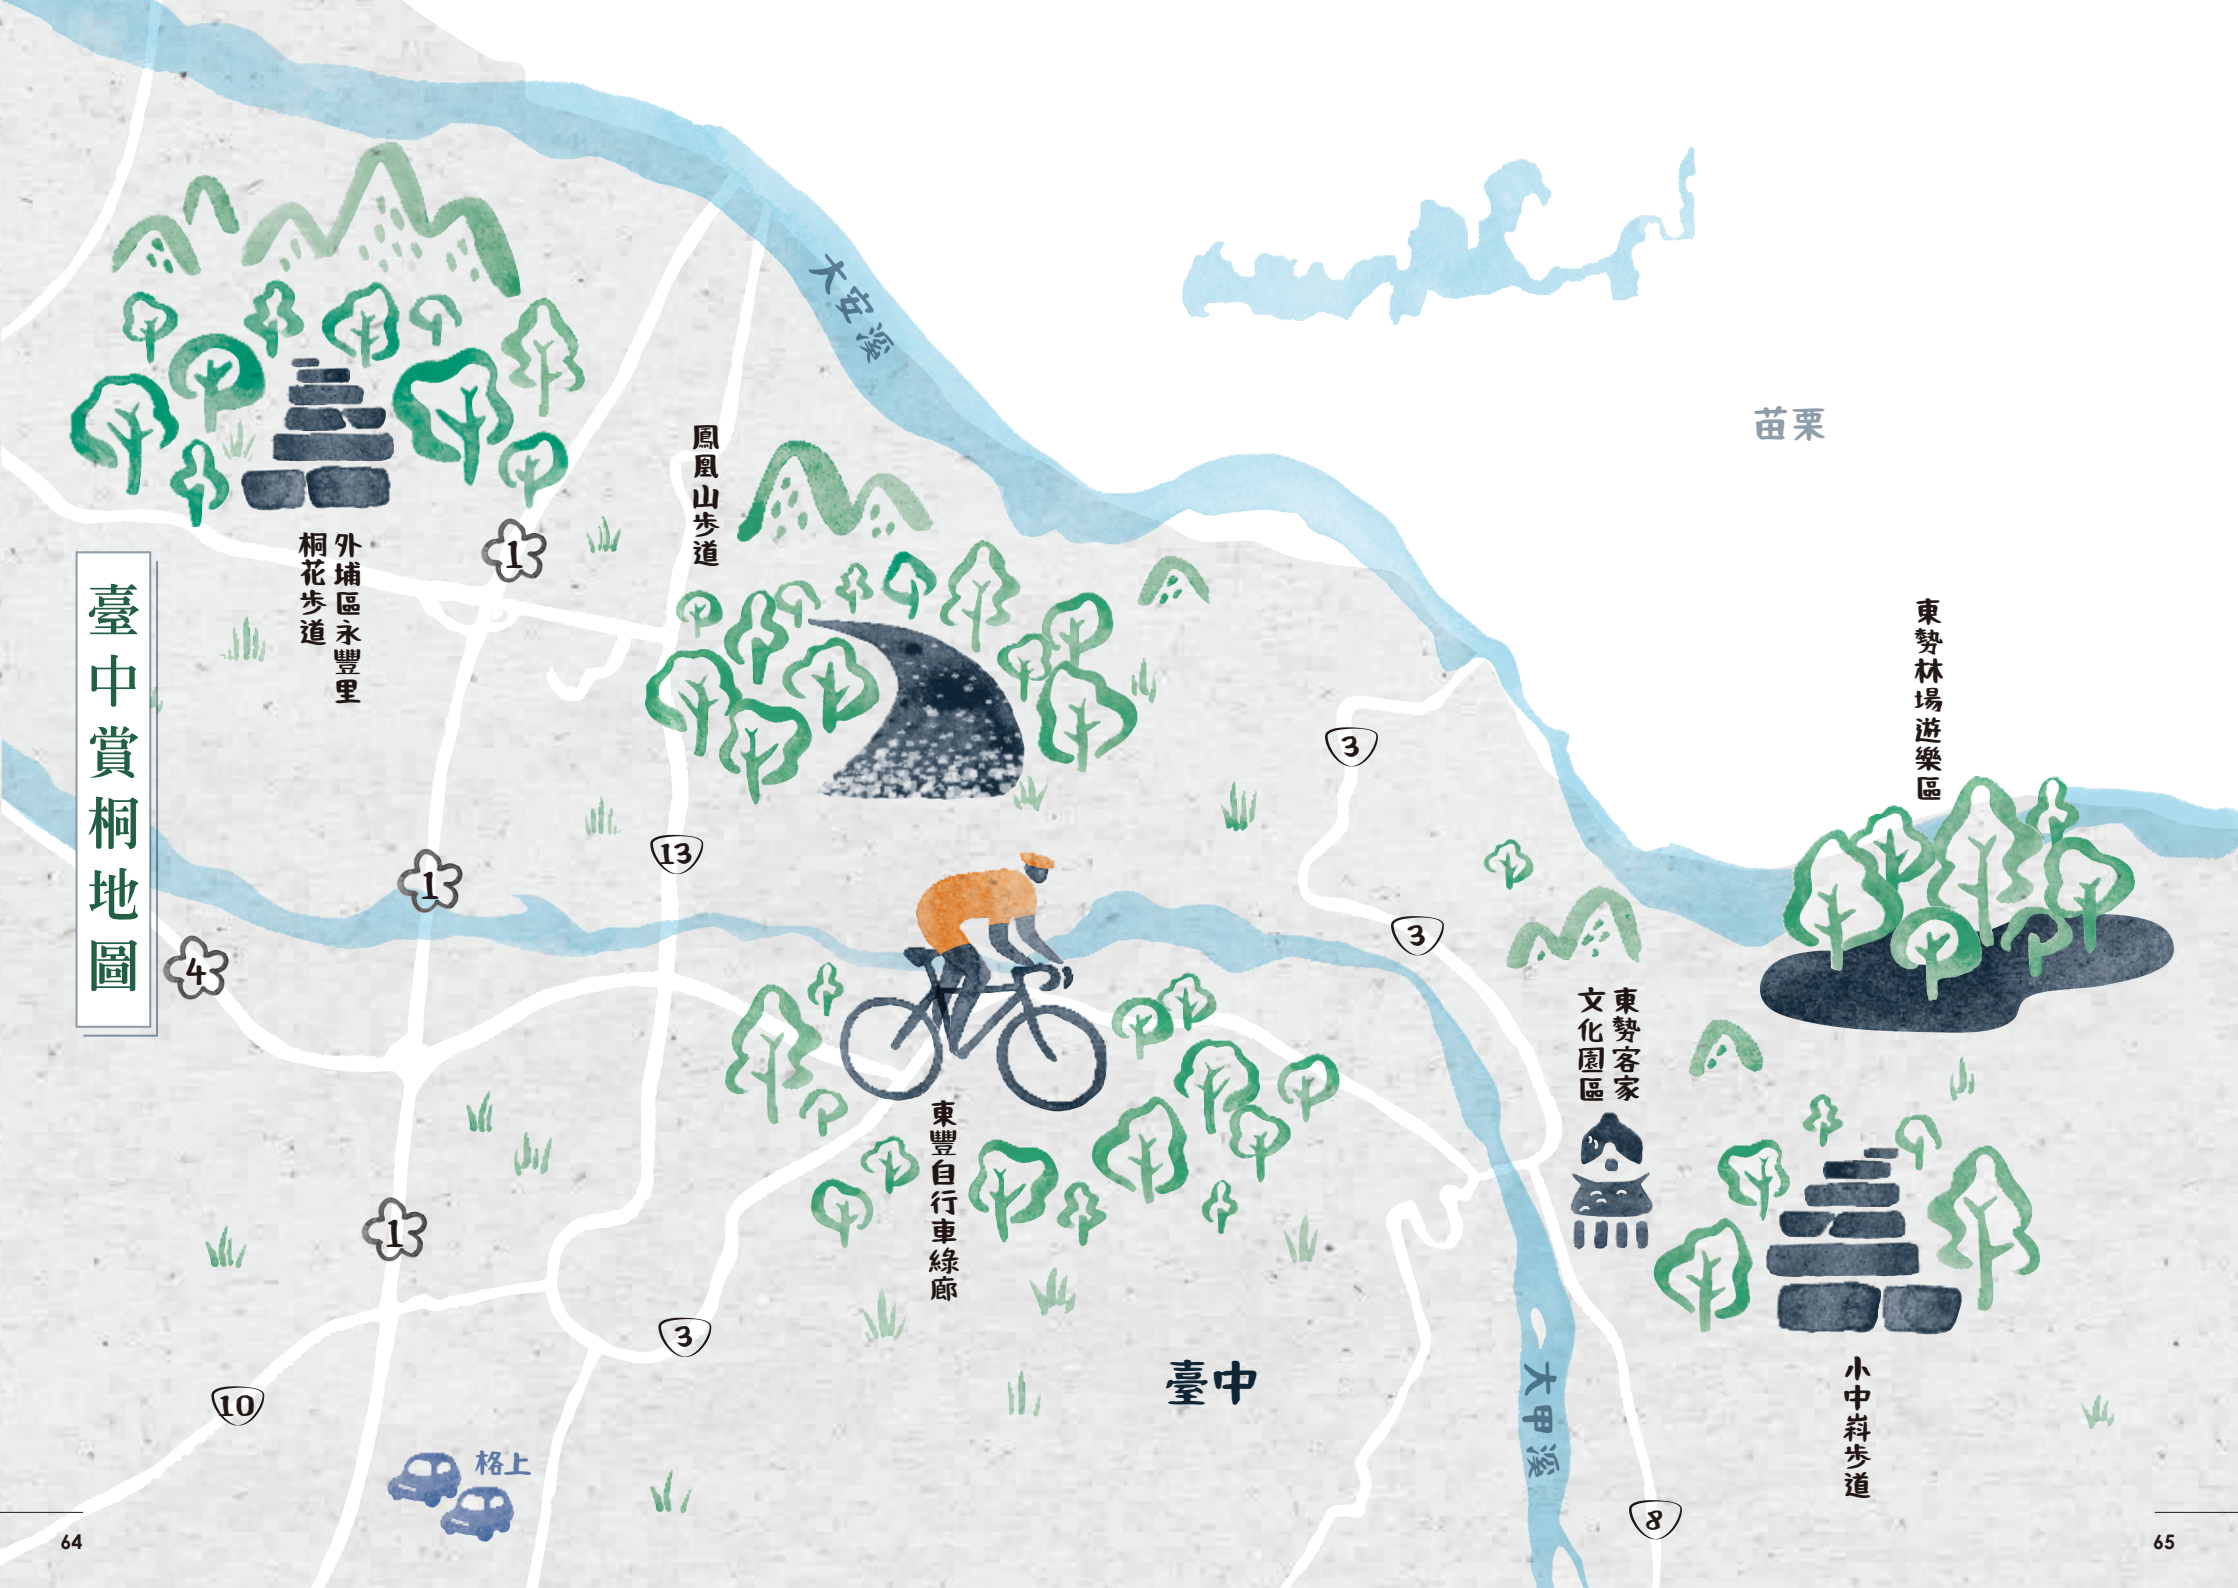 臺中賞桐地圖
外埔區永豐里
桐花步道
鳳凰山步道
大安溪
苗栗
東勢林場遊樂區
東勢客家
文化園區
東豐自行車綠廊
小中嵙步道
臺中
大甲溪
格上
1
1
1
4
13
3
3
3
10
8
64
65